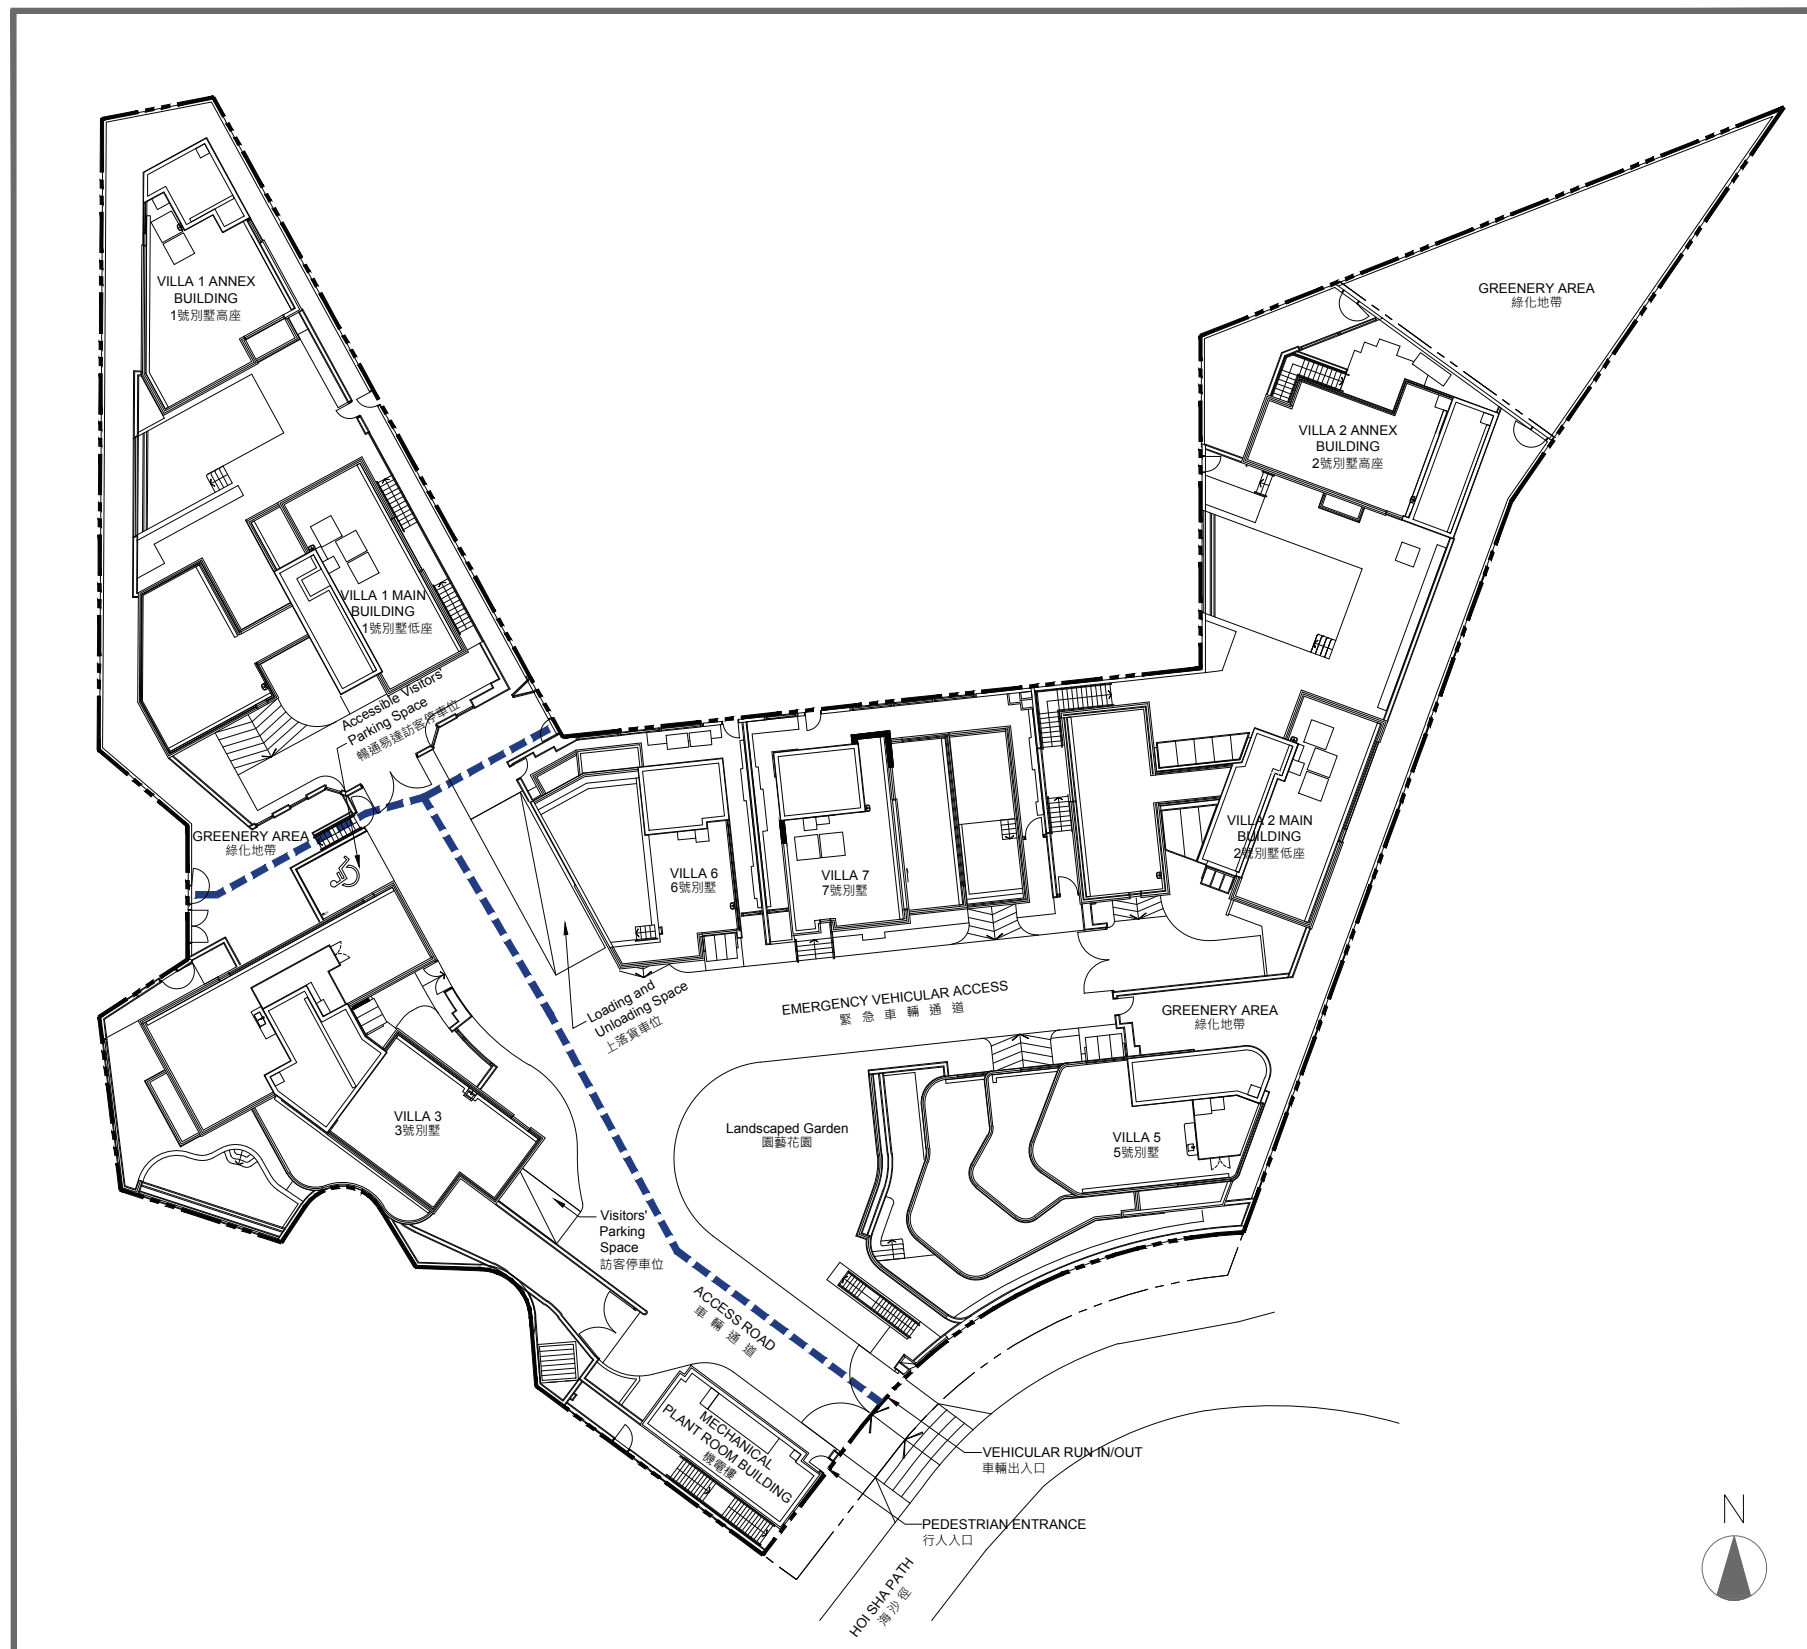 VILLA 1 ANNEX
BUILDING
1號別墅高座
GREENERY AREA
綠化地帶
VILLA 2 ANNEX
BUILDING
2號別墅高座
VILLA 1 MAIN
BUILDING
1號別墅低座
Accessible Visitors'
Parking Space
暢通易達訪客停車位
GREENERY AREA
綠化地帶
VILLA 6
6號別墅
VILLA 7
7號別墅
VILLA 2 MAIN
BUILDING
2號別墅低座
Loading and
Unloading Space
上落貨車位
EMERGENCY VEHICULAR ACCESS
緊急車輛通道
GREENERY AREA
綠化地帶
VILLA 3
3號別墅
Landscaped Garden
園藝花園
VILLA 5
5號別墅
Visitors'
Parking
Space
訪客停車位
ACCESS ROAD
車輛通道
MECHANICAL
PLANT ROOM BUILDING
機電樓
VEHICULAR RUN IN/OUT
車輛出入口
PEDESTRIAN ENTRANCE
行人入口
HOI SHA PATH
海沙徑
N